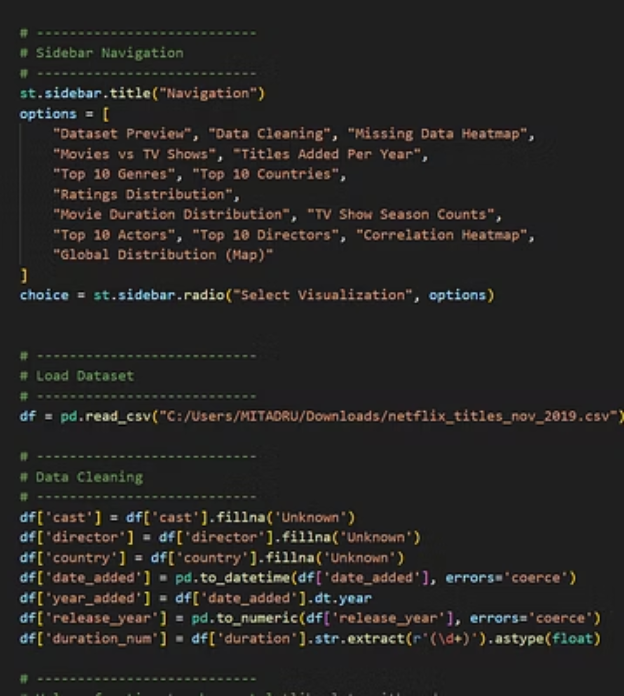 # ---------------------------
# Sidebar Navigation
# ---------------------------
st.sidebar.title("Navigation")
options = [
    "Dataset Preview", "Data Cleaning", "Missing Data Heatmap",
    "Movies vs TV Shows", "Titles Added Per Year",
    "Top 10 Genres", "Top 10 Countries",
    "Ratings Distribution",
    "Movie Duration Distribution", "TV Show Season Counts",
    "Top 10 Actors", "Top 10 Directors", "Correlation Heatmap",
    "Global Distribution (Map)"
]
choice = st.sidebar.radio("Select Visualization", options)
# ---------------------------
# Load Dataset
# ---------------------------
df = pd.read_csv("C:/Users/MITADRU/Downloads/netflix_titles_nov_2019.csv")
# ---------------------------
# Data Cleaning
# ---------------------------
df['cast'] = df['cast'].fillna('Unknown')
df['director'] = df['director'].fillna('Unknown')
df['country'] = df['country'].fillna('Unknown')
df['date_added'] = pd.to_datetime(df['date_added'], errors='coerce')
df['year_added'] = df['date_added'].dt.year
df['release_year'] = pd.to_numeric(df['release_year'], errors='coerce')
df['duration_num'] = df['duration'].str.extract(r'(\d+)').astype(float)
# ---------------------------